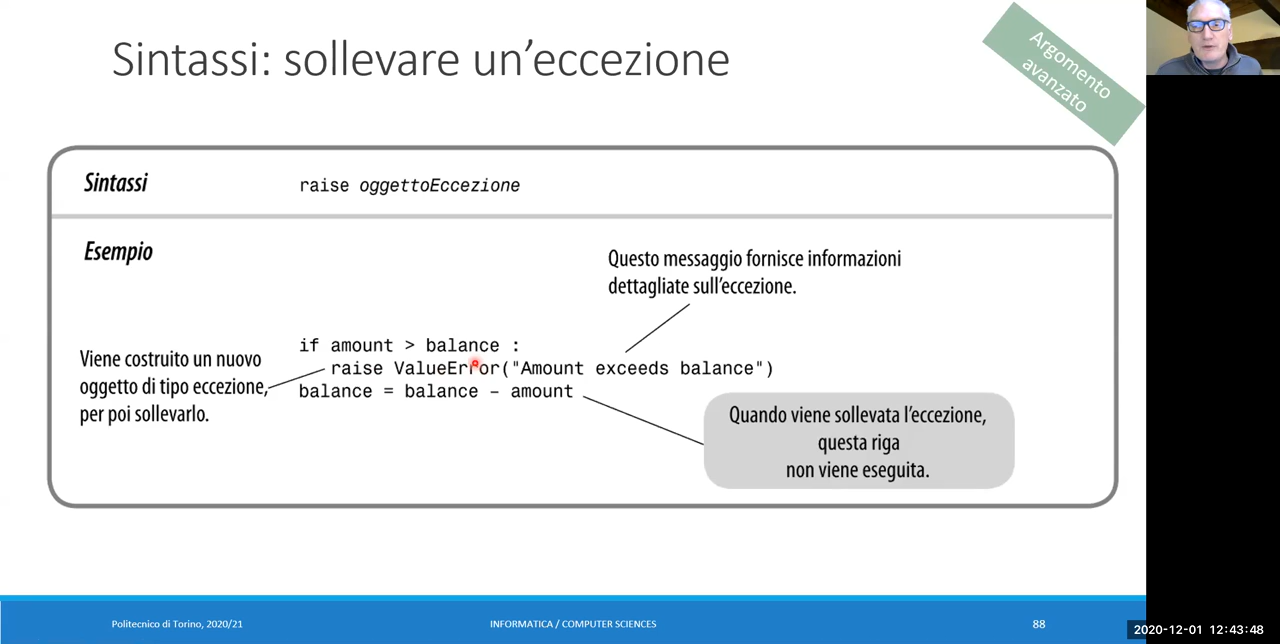 Sintassi: sollevare un’eccezione
Argomento
avanzato
Sintassi
raise oggettoEccezione
Esempio
Questo messaggio fornisce informazioni
dettagliate sull’eccezione.
Viene costruito un nuovo
oggetto di tipo eccezione,
per poi sollevarlo.
if amount > balance :
raise ValueError("Amount exceeds balance")
balance = balance – amount
Quando viene sollevata l’eccezione,
questa riga
non viene eseguita.
Politecnico di Torino, 2020/21
INFORMATICA / COMPUTER SCIENCES
88
2020-12-01 12:43:48